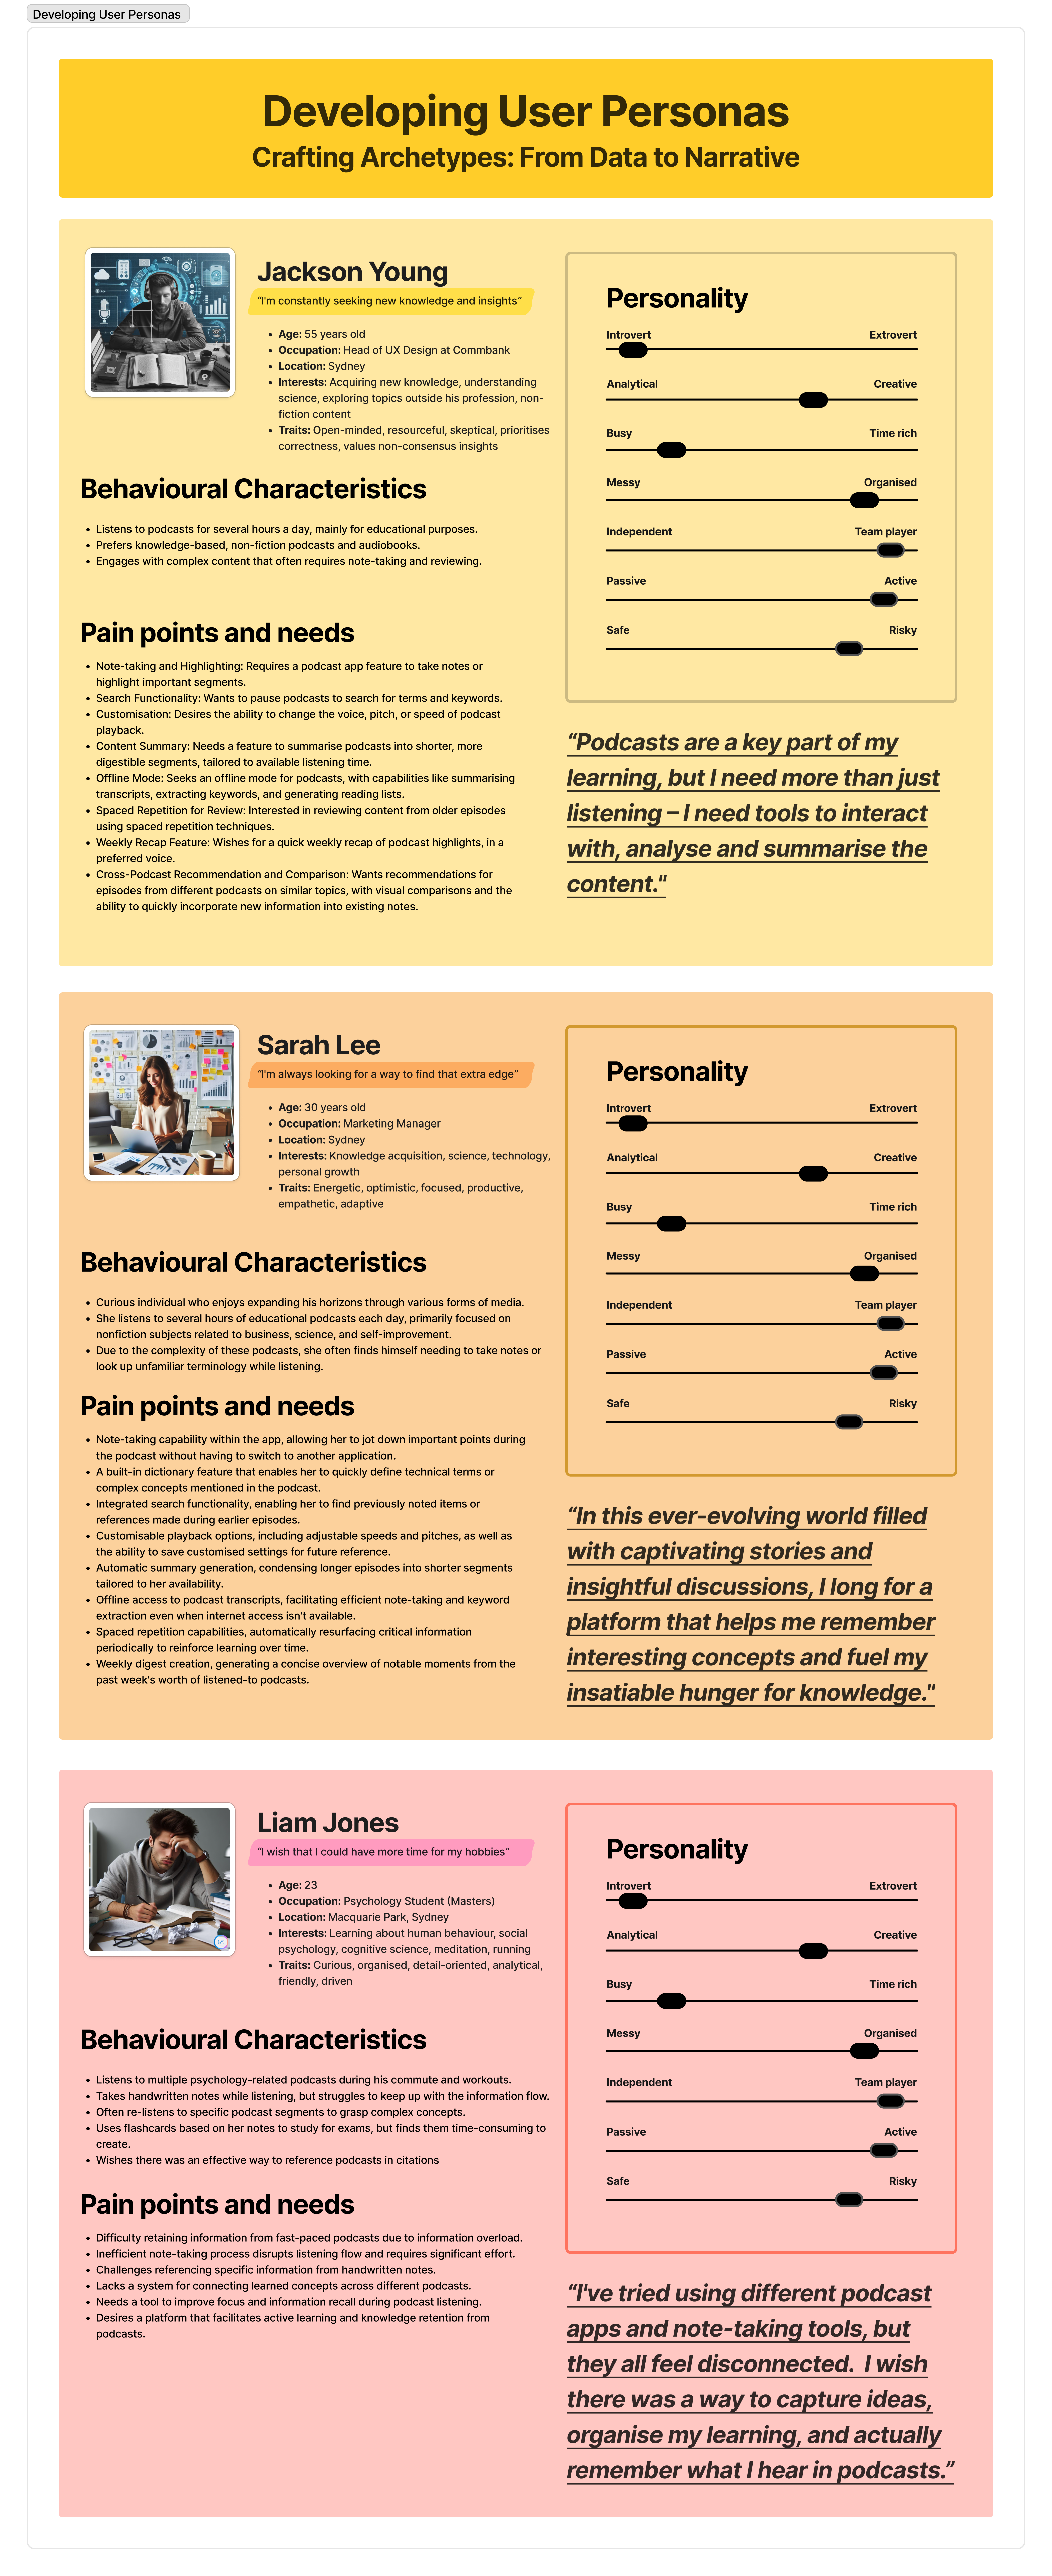 Developing User Personas
Developing User Personas
Crafting Archetypes: From Data to Narrative
Jackson Young
“I'm constantly seeking new knowledge and insights”
• Age: 55 years old
• Occupation: Head of UX Design at Commbank
• Location: Sydney
• Interests: Acquiring new knowledge, understanding
science, exploring topics outside his profession, non-
fiction content
• Traits: Open-minded, resourceful, skeptical, prioritises
correctness, values non-consensus insights
Behavioural Characteristics
• Listens to podcasts for several hours a day, mainly for educational purposes.
• Prefers knowledge-based, non-fiction podcasts and audiobooks.
• Engages with complex content that often requires note-taking and reviewing.
Pain points and needs
• Note-taking and Highlighting: Requires a podcast app feature to take notes or
highlight important segments.
• Search Functionality: Wants to pause podcasts to search for terms and keywords.
• Customisation: Desires the ability to change the voice, pitch, or speed of podcast
playback.
• Content Summary: Needs a feature to summarise podcasts into shorter, more
digestible segments, tailored to available listening time.
• Offline Mode: Seeks an offline mode for podcasts, with capabilities like summarising
transcripts, extracting keywords, and generating reading lists.
• Spaced Repetition for Review: Interested in reviewing content from older episodes
using spaced repetition techniques.
• Weekly Recap Feature: Wishes for a quick weekly recap of podcast highlights, in a
preferred voice.
• Cross-Podcast Recommendation and Comparison: Wants recommendations for
episodes from different podcasts on similar topics, with visual comparisons and the
ability to quickly incorporate new information into existing notes.
Personality
Introvert Extrovert
Analytical Creative
Busy Time rich
Messy Organised
Independent Team player
Passive Active
Safe Risky
“Podcasts are a key part of my
learning, but I need more than just
listening – I need tools to interact
with, analyse and summarise the
content."
Sarah Lee
“I'm always looking for a way to find that extra edge”
• Age: 30 years old
• Occupation: Marketing Manager
• Location: Sydney
• Interests: Knowledge acquisition, science, technology,
personal growth
• Traits: Energetic, optimistic, focused, productive,
empathetic, adaptive
Behavioural Characteristics
• Curious individual who enjoys expanding his horizons through various forms of media.
• She listens to several hours of educational podcasts each day, primarily focused on
nonfiction subjects related to business, science, and self-improvement.
• Due to the complexity of these podcasts, she often finds himself needing to take notes or
look up unfamiliar terminology while listening.
Pain points and needs
• Note-taking capability within the app, allowing her to jot down important points during
the podcast without having to switch to another application.
• A built-in dictionary feature that enables her to quickly define technical terms or
complex concepts mentioned in the podcast.
• Integrated search functionality, enabling her to find previously noted items or
references made during earlier episodes.
• Customisable playback options, including adjustable speeds and pitches, as well as
the ability to save customised settings for future reference.
• Automatic summary generation, condensing longer episodes into shorter segments
tailored to her availability.
• Offline access to podcast transcripts, facilitating efficient note-taking and keyword
extraction even when internet access isn't available.
• Spaced repetition capabilities, automatically resurfacing critical information
periodically to reinforce learning over time.
• Weekly digest creation, generating a concise overview of notable moments from the
past week's worth of listened-to podcasts.
Personality
Introvert Extrovert
Analytical Creative
Busy Time rich
Messy Organised
Independent Team player
Passive Active
Safe Risky
“In this ever-evolving world filled
with captivating stories and
insightful discussions, I long for a
platform that helps me remember
interesting concepts and fuel my
insatiable hunger for knowledge."
Liam Jones
“I wish that I could have more time for my hobbies”
• Age: 23
• Occupation: Psychology Student (Masters)
• Location: Macquarie Park, Sydney
• Interests: Learning about human behaviour, social
psychology, cognitive science, meditation, running
• Traits: Curious, organised, detail-oriented, analytical,
friendly, driven
Behavioural Characteristics
• Listens to multiple psychology-related podcasts during his commute and workouts.
• Takes handwritten notes while listening, but struggles to keep up with the information flow.
• Often re-listens to specific podcast segments to grasp complex concepts.
• Uses flashcards based on her notes to study for exams, but finds them time-consuming to
create.
• Wishes there was an effective way to reference podcasts in citations
Pain points and needs
• Difficulty retaining information from fast-paced podcasts due to information overload.
• Inefficient note-taking process disrupts listening flow and requires significant effort.
• Challenges referencing specific information from handwritten notes.
• Lacks a system for connecting learned concepts across different podcasts.
• Needs a tool to improve focus and information recall during podcast listening.
• Desires a platform that facilitates active learning and knowledge retention from
podcasts.
Personality
Introvert Extrovert
Analytical Creative
Busy Time rich
Messy Organised
Independent Team player
Passive Active
Safe Risky
“I've tried using different podcast
apps and note-taking tools, but
they all feel disconnected.  I wish
there was a way to capture ideas,
organise my learning, and actually
remember what I hear in podcasts.”